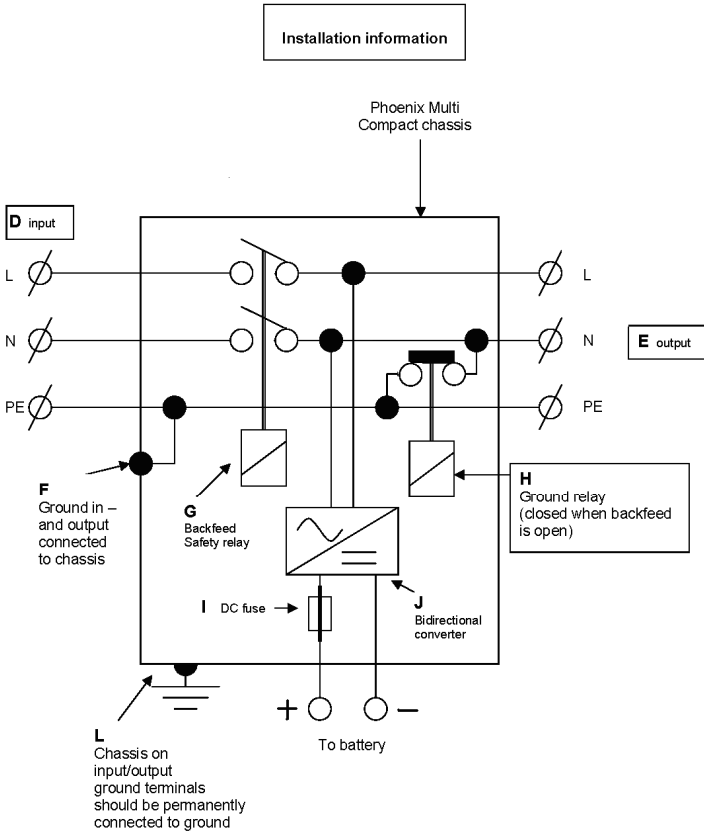 Installation information
Phoenix Multi
Compact chassis
D input
L
L
N
N
E output
PE
PE
F
Ground in –
and output
connected
to chassis
G
Backfeed
Safety relay
H
Ground relay
(closed when backfeed
is open)
I DC fuse
J
Bidirectional
converter
+
–
To battery
L
Chassis on
input/output
ground terminals
should be permanently
connected to ground